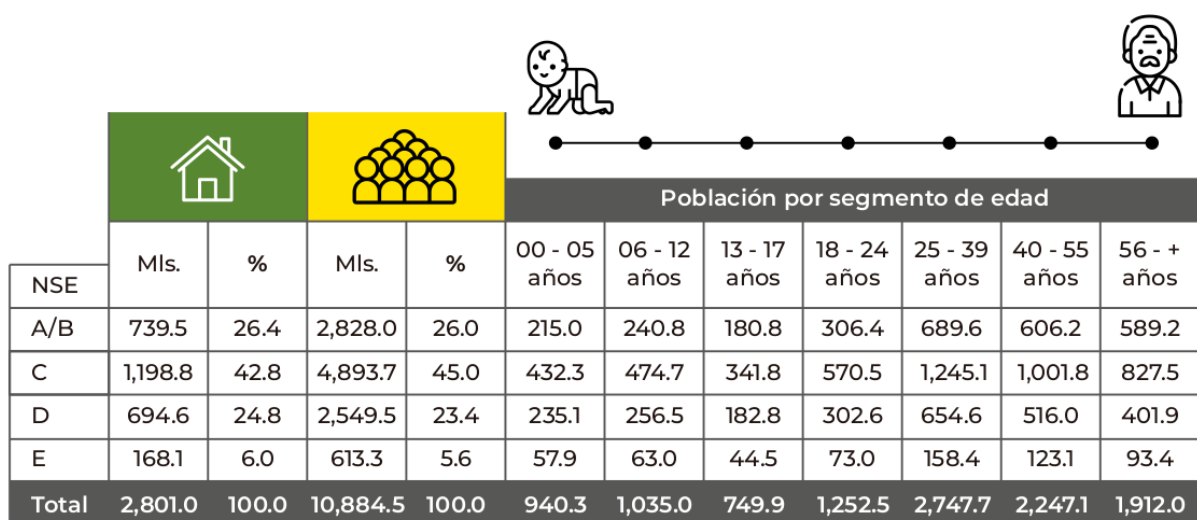 Población por segmento de edad
NSE Mls. % Mls. % 00 - 05 años 06 - 12 años 13 - 17 años 18 - 24 años 25 - 39 años 40 - 55 años 56 - + años
A/B 739.5 26.4 2,828.0 26.0 215.0 240.8 180.8 306.4 689.6 606.2 589.2
C 1,198.8 42.8 4,893.7 45.0 432.3 474.7 341.8 570.5 1,245.1 1,001.8 827.5
D 694.6 24.8 2,549.5 23.4 235.1 256.5 182.8 302.6 654.6 516.0 401.9
E 168.1 6.0 613.3 5.6 57.9 63.0 44.5 73.0 158.4 123.1 93.4
Total 2,801.0 100.0 10,884.5 100.0 940.3 1,035.0 749.9 1,252.5 2,747.7 2,247.1 1,912.0